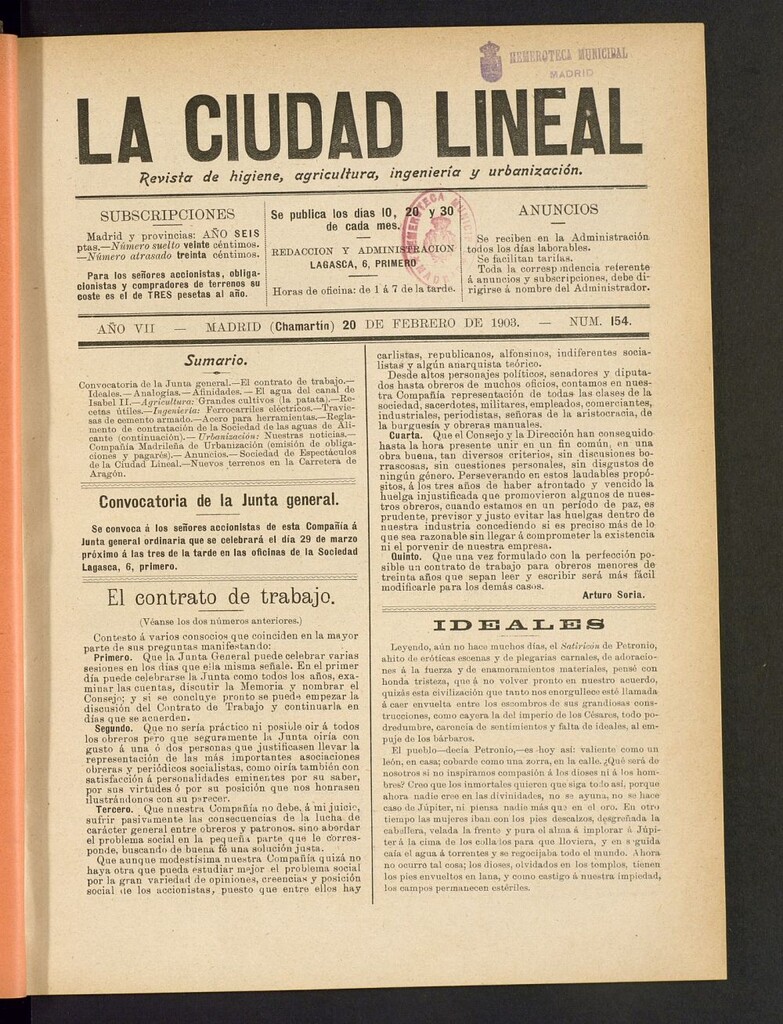 HEMEROTECA MUNICIPAL
MADRID
LA CIUDAD LINEAL
Revista de higiene, agricultura, ingeniería y urbanización.
SUBSCRIPCIONES
Madrid y provincias: AÑO SEIS
ptas.—Número suelto veinte céntimos.
—Número atrasado treinta céntimos.
Para los señores accionistas, obliga-
cionistas y compradores de terrenos su
coste es el de TRES pesetas al año.
Se publica los dias 10, 20 y 30
de cada mes.
REDACCION Y ADMINISTRACION
LAGASCA, 6, PRIMERO
Horas de oficina: de 1 á 7 de la tarde.
ANUNCIOS
Se reciben en la Administración
todos los días laborables.
Se facilitan tarifas.
Toda la corresp ndencia referente
á anuncios y subscripciones, debe di-
rigirse á nombre del Administrador.
AÑO VII — MADRID (Chamartín) 20 DE FEBRERO DE 1903. — NUM. 154.
Sumario.
Convocatoria de la Junta general.—El contrato de trabajo.—
Ideales.—Analogías.—Afinidades.—El agua del canal de
Isabel II.—Agricultura: Grandes cultivos (la patata).—Re-
cetas útiles.—Ingeniería: Ferrocarriles eléctricos.—Travie-
sas de cemento armado.—Acero para herramientas.—Regla-
mento de contratación de la Sociedad de las aguas de Ali-
cante (continuación).—Urbanización: Nuestras noticias.—
Compañía Madrileña de Urbanización (emisión de obliga-
ciones y pagarés).—Anuncios.—Sociedad de Espectáculos
de la Ciudad Lineal.—Nuevos terrenos en la Carretera de
Aragón.
Convocatoria de la Junta general.
Se convoca á los señores accionistas de esta Compañía á
Junta general ordinaria que se celebrará el día 29 de marzo
próximo á las tres de la tarde en las oficinas de la Sociedad
Lagasca, 6, primero.
El contrato de trabajo.
(Véanse los dos números anteriores.)
Contesto á varios consocios que coinciden en la mayor
parte de sus preguntas manifestando:
Primero. Que la Junta General puede celebrar varias
sesiones en los días que ella misma señale. En el primer
día puede celebrarse la Junta como todos los años, exa-
minar las cuentas, discutir la Memoria y nombrar el
Consejo; y si se concluye pronto se puede empezar la
discusión del Contrato de Trabajo y continuarla en
días que se acuerden.
Segundo. Que no sería práctico ni posible oir á todos
los obreros pero que seguramente la Junta oiría con
gusto á una ó dos personas que justificasen llevar la
representación de las más importantes asociaciones
obreras y periódicos socialistas, como oiría también con
satisfacción á personalidades eminentes por su saber,
por sus virtudes ó por su posición que nos honrasen
ilustrándonos con su parecer.
Tercero. Que nuestra Compañía no debe, á mi juicic,
sufrir pasivamente las consecuencias de la lucha de
carácter general entre obreros y patronos, sino abordar
el problema social en la pequeña parte que le corres-
ponde, buscando de buena fe una solución justa.
Que aunque modestísima nuestra Compañía quizá no
haya otra que pueda estudiar mejor el problema social
por la gran variedad de opiniones, creencias y posición
social de los accionistas, puesto que entre ellos hay
carlistas, republicanos, alfonsinos, indiferentes socia-
listas y algún anarquista teórico.
Desde altos personajes políticos, senadores y diputa-
dos hasta obreros de muchos oficios, contamos en nues-
tra Compañía representación de todas las clases de la
sociedad, sacerdotes, militares, empleados, comerciantes,
industriales, periodistas, señoras de la aristocracia, de
la burguesía y obreras manuales.
Cuarta. Que el Consejo y la Dirección han conseguido
hasta la hora presente unir en un fin común, en una
obra buena, tan diversos criterios, sin discusiones bo-
rrascosas, sin cuestiones personales, sin disgustos de
ningún género. Perseverando en estos laudables propó-
sitos, á los tres años de haber afrontado y vencido la
huelga injustificada que promovieron algunos de nues-
tros obreros, cuando estamos en un período de paz, es
prudente, previsor y justo evitar las huelgas dentro de
nuestra industria concediendo si es preciso más de lo
que sea razonable sin llegar á comprometer la existencia
ni el porvenir de nuestra empresa.
Quinto. Que una vez formulado con la perfección po-
sible un contrato de trabajo para obreros menores de
treinta años que sepan leer y escribir será más fácil
modificarle para los demás casos.
Arturo Soria.
IDEALES
Leyendo, aún no hace muchos días, el Satiricón de Petronio,
ahito de eróticas escenas y de plegarias carnales, de adoracio-
nes á la fuerza y de enamoramientos materiales, pensé con
honda tristeza, que á no volver pronto en nuestro acuerdo,
quizás esta civilización que tanto nos enorgullece esté llamada
á caer envuelta entre los escombros de sus grandiosas cons-
trucciones, como cayera la del imperio de los Césares, todo po-
dredumbre, carencia de sentimientos y falta de ideales, al em-
puje de los bárbaros.
El pueblo—decía Petronio,—es hoy así: valiente como un
león, en casa; cobarde como una zorra, en la calle. ¿Qué será de
nosotros si no inspiramos compasión á los dioses ni á los hom-
bres? Creo que los inmortales quieren que siga todo así, porque
ahora nadie cree en las divinidades, no se ayuna, no se hace
caso de Júpiter, ni piensa nadie más que en el oro. En otro
tiempo las mujeres iban con los pies descalzos, desgreñada la
cabellera, velada la frente y pura el alma á implorar á Júpi-
ter á la cima de los collados para que lloviera, y en s guida
caía el agua á torrentes y se regocijaba todo el mundo. Ahora
no ocurre tal cosa; los dioses, olvidados en los templos, tienen
los pies envueltos en lana, y como castigo á nuestra impiedad,
los campos permanecen estériles.